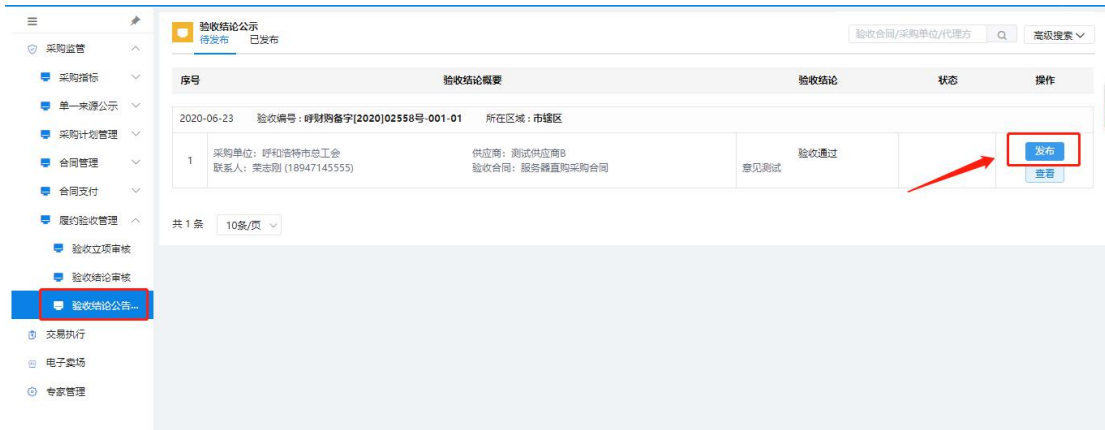 验收结论公示
待发布 已发布
验收合同/采购单位/代理方
高级搜索
采购监管
采购指标
单一来源公示
采购计划管理
合同管理
合同支付
履约验收管理
验收立项审核
验收结论审核
验收结论公告...
交易执行
电子卖场
专家管理
序号 验收结论概要 验收结论 状态 操作
2020-06-23 验收编号：呼财购备字[2020]02558号-001-01 所在区域：市辖区
1
采购单位：呼和浩特市总工会 供应商：测试供应商B 验收通过 发布
联系人：荣志刚 (18947145555) 验收合同：服务器直购采购合同 意见测试 查看
共 1 条 10条/页